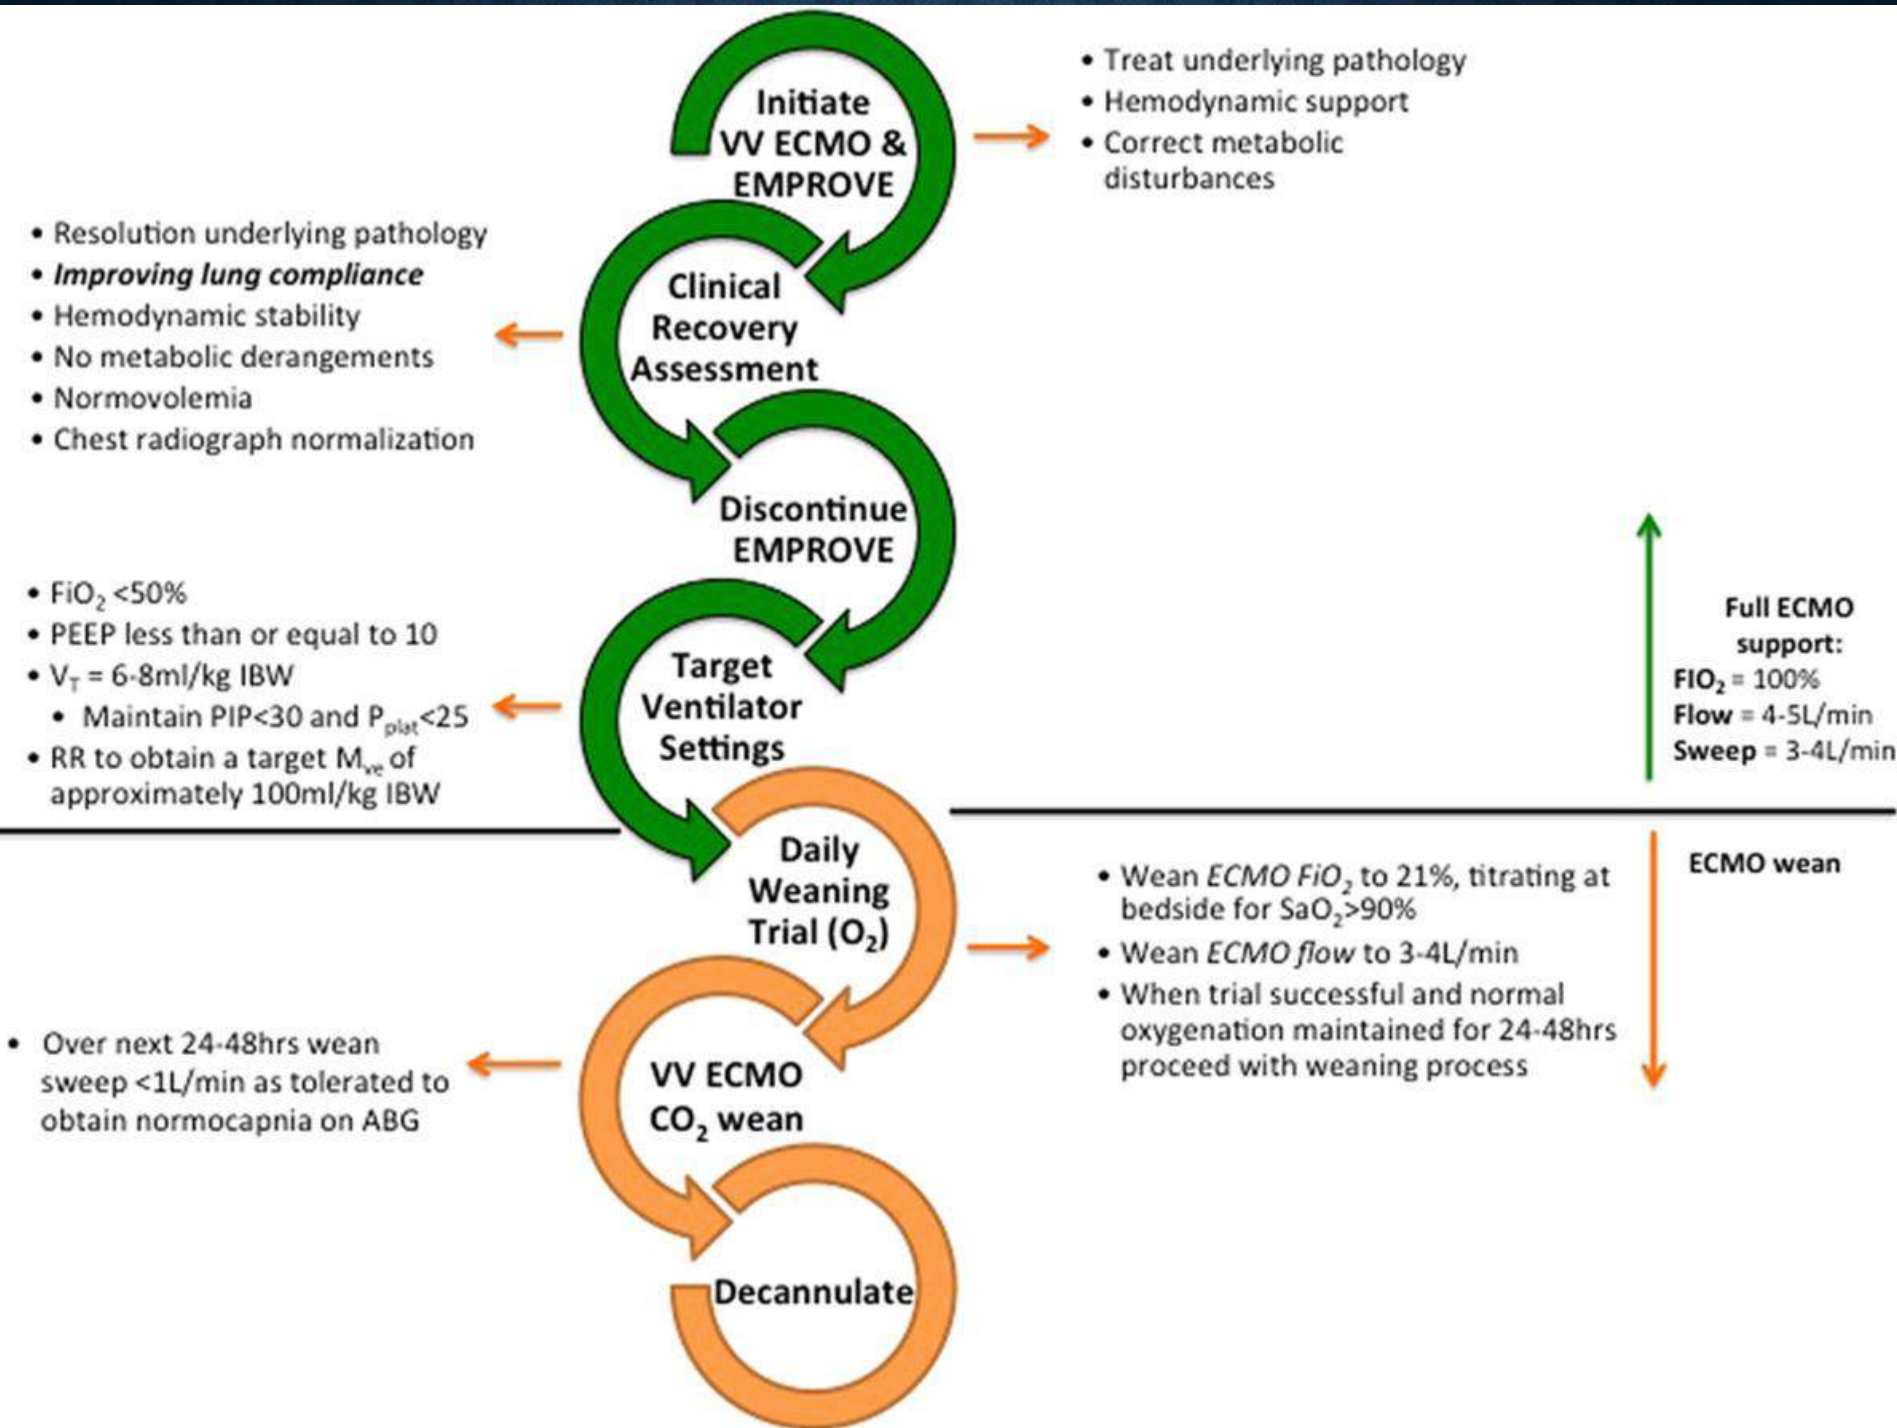 Initiate
VV ECMO &
EMPROVE
• Treat underlying pathology
• Hemodynamic support
• Correct metabolic
disturbances
• Resolution underlying pathology
• Improving lung compliance
• Hemodynamic stability
• No metabolic derangements
• Normovolemia
• Chest radiograph normalization
Clinical
Recovery
Assessment
Discontinue
EMPROVE
• FiO₂ <50%
• PEEP less than or equal to 10
• V_T = 6-8ml/kg IBW
• Maintain PIP<30 and P_plat<25
• RR to obtain a target M_ve of
approximately 100ml/kg IBW
Target
Ventilator
Settings
Full ECMO
support:
FIO₂ = 100%
Flow = 4-5L/min
Sweep = 3-4L/min
Daily
Weaning
Trial (O₂)
• Wean ECMO FiO₂ to 21%, titrating at
bedside for SaO₂>90%
• Wean ECMO flow to 3-4L/min
• When trial successful and normal
oxygenation maintained for 24-48hrs
proceed with weaning process
ECMO wean
• Over next 24-48hrs wean
sweep <1L/min as tolerated to
obtain normocapnia on ABG
VV ECMO
CO₂ wean
Decannulate